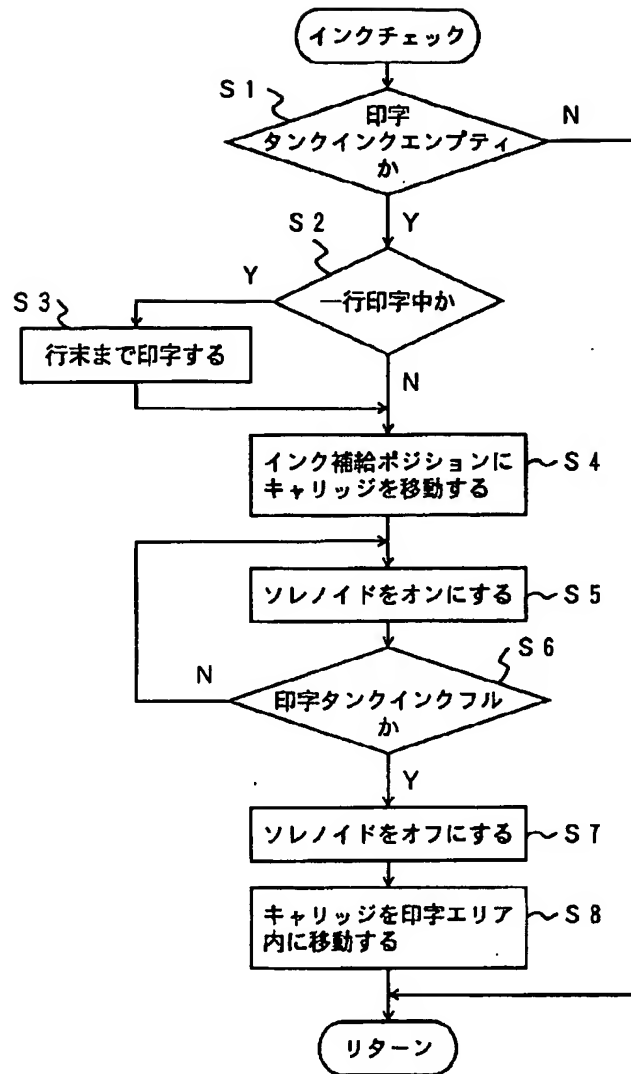 インクチェック
S1
印字
タンクインクエンプティ
か
N
Y
S2
一行印字中か
Y
S3
行末まで印字する
N
インク補給ポジションに
キャリッジを移動する
S4
ソレノイドをオンにする
S5
S6
印字タンクインクフル
か
N
Y
ソレノイドをオフにする
S7
キャリッジを印字エリア
内に移動する
S8
リターン